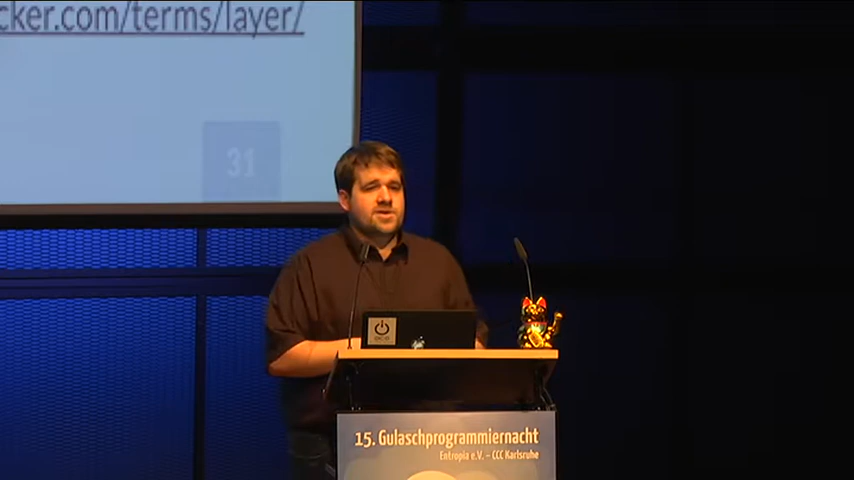 cker.com/terms/layer/
31
15. Gulaschprogrammiernacht
Entropia e.V. – CCC Karlsruhe